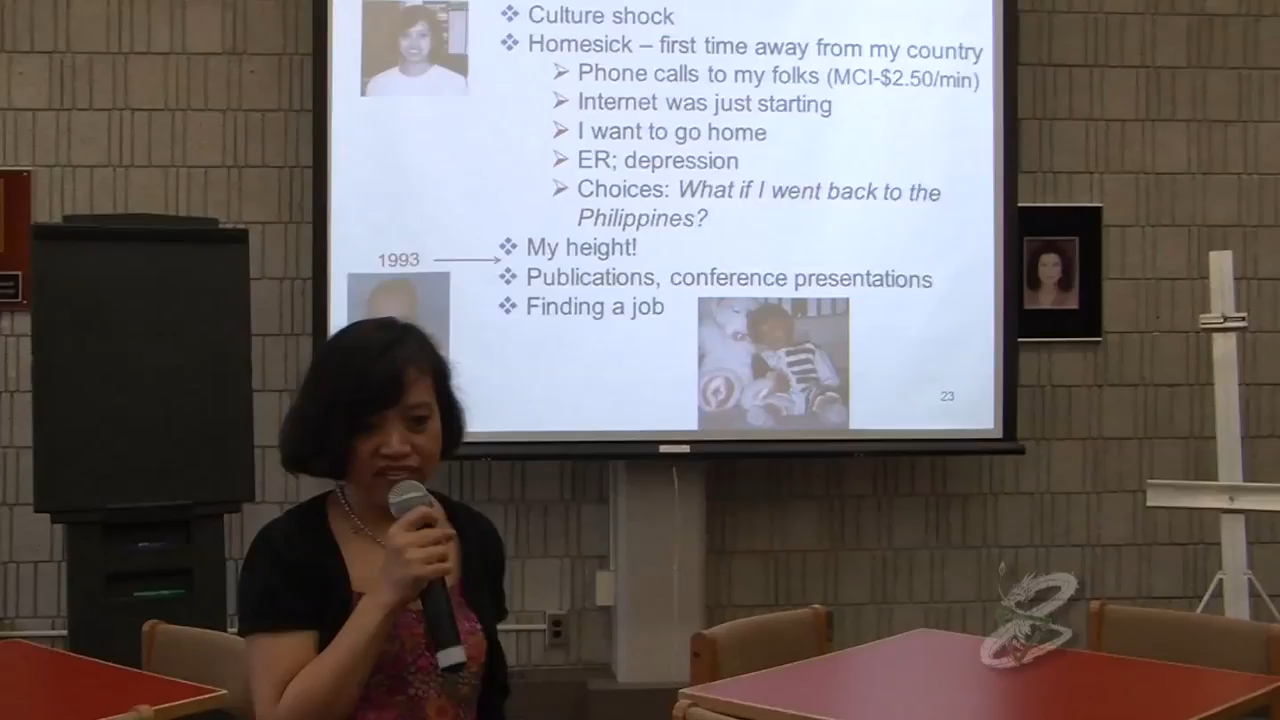 ❖ Culture shock
❖ Homesick – first time away from my country
➢ Phone calls to my folks (MCI-$2.50/min)
➢ Internet was just starting
➢ I want to go home
➢ ER; depression
➢ Choices: What if I went back to the
Philippines?
❖ My height!
1993
❖ Publications, conference presentations
❖ Finding a job
23